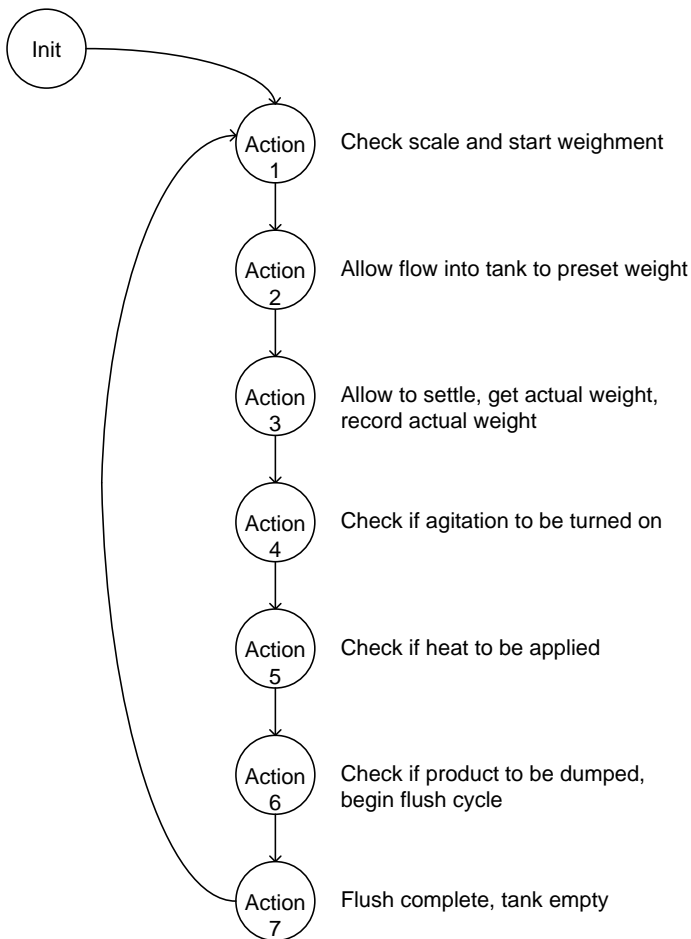 Init
Action
1
Check scale and start weighment
Action
2
Allow flow into tank to preset weight
Action
3
Allow to settle, get actual weight,
record actual weight
Action
4
Check if agitation to be turned on
Action
5
Check if heat to be applied
Action
6
Check if product to be dumped,
begin flush cycle
Action
7
Flush complete, tank empty